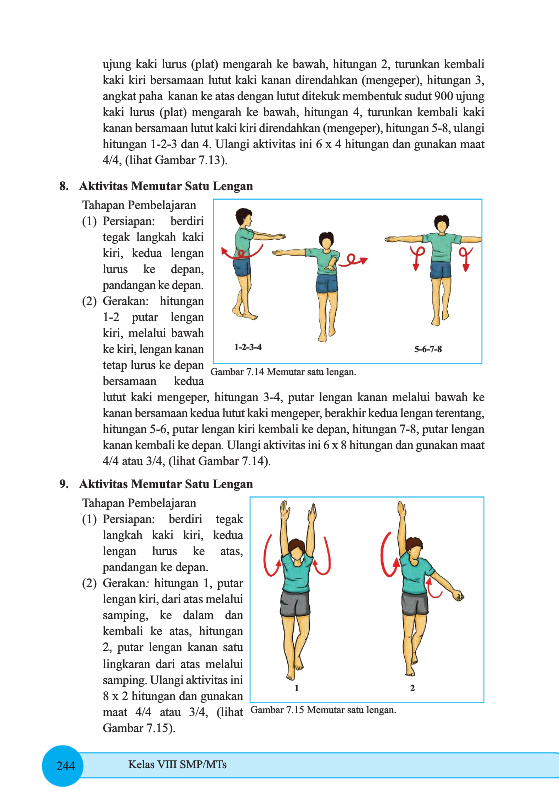 ujung kaki lurus (plat) mengarah ke bawah, hitungan 2, turunkan kembali
kaki kiri bersamaan lutut kaki kanan direndahkan (mengeper), hitungan 3,
angkat paha kanan ke atas dengan lutut ditekuk membentuk sudut 900 ujung
kaki lurus (plat) mengarah ke bawah, hitungan 4, turunkan kembali kaki
kanan bersamaan lutut kaki kiri direndahkan (mengeper), hitungan 5-8, ulangi
hitungan 1-2-3 dan 4. Ulangi aktivitas ini 6 x 4 hitungan dan gunakan maat
4/4, (lihat Gambar 7.13).
8. Aktivitas Memutar Satu Lengan
Tahapan Pembelajaran
(1) Persiapan: berdiri
tegak langkah kaki
kiri, kedua lengan
lurus ke depan,
pandangan ke depan.
(2) Gerakan: hitungan
1-2 putar lengan
kiri, melalui bawah
ke kiri, lengan kanan
tetap lurus ke depan
bersamaan kedua
1-2-3-4
5-6-7-8
Gambar 7.14 Memutar satu lengan.
lutut kaki mengeper, hitungan 3-4, putar lengan kanan melalui bawah ke
kanan bersamaan kedua lutut kaki mengeper, berakhir kedua lengan terentang,
hitungan 5-6, putar lengan kiri kembali ke depan, hitungan 7-8, putar lengan
kanan kembali ke depan. Ulangi aktivitas ini 6 x 8 hitungan dan gunakan maat
4/4 atau 3/4, (lihat Gambar 7.14).
9. Aktivitas Memutar Satu Lengan
Tahapan Pembelajaran
(1) Persiapan: berdiri tegak
langkah kaki kiri, kedua
lengan lurus ke atas,
pandangan ke depan.
(2) Gerakan: hitungan 1, putar
lengan kiri, dari atas melalui
samping, ke dalam dan
kembali ke atas, hitungan
2, putar lengan kanan satu
lingkaran dari atas melalui
samping. Ulangi aktivitas ini
8 x 2 hitungan dan gunakan
maat 4/4 atau 3/4, (lihat
Gambar 7.15).
1
2
Gambar 7.15 Memutar satu lengan.
244
Kelas VIII SMP/MTs